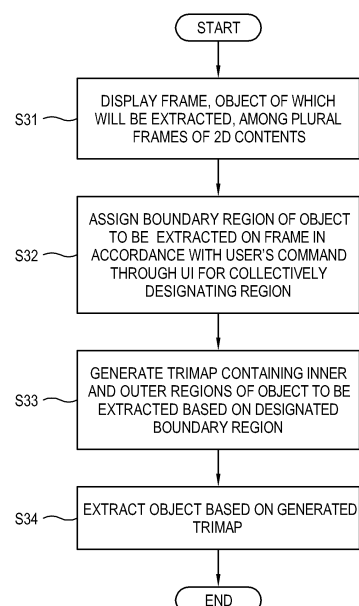 START
S31
DISPLAY FRAME, OBJECT OF WHICH
WILL BE EXTRACTED, AMONG PLURAL
FRAMES OF 2D CONTENTS
S32
ASSIGN BOUNDARY REGION OF OBJECT
TO BE EXTRACTED ON FRAME IN
ACCORDANCE WITH USER'S COMMAND
THROUGH UI FOR COLLECTIVELY
DESIGNATING REGION
S33
GENERATE TRIMAP CONTAINING INNER
AND OUTER REGIONS OF OBJECT TO BE
EXTRACTED BASED ON DESIGNATED
BOUNDARY REGION
S34
EXTRACT OBJECT BASED ON GENERATED
TRIMAP
END